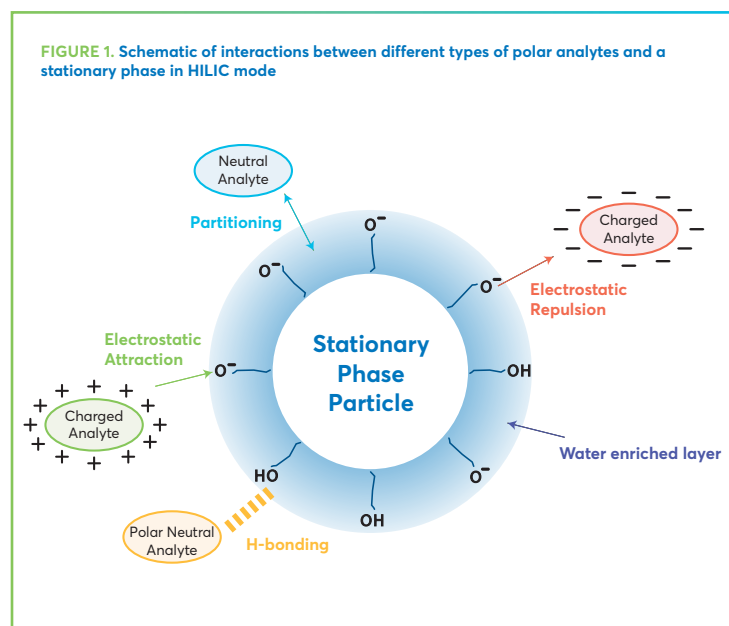 FIGURE 1. Schematic of interactions between different types of polar analytes and a
stationary phase in HILIC mode
Neutral
Analyte
Partitioning
O⁻
O⁻
O⁻
Charged
Analyte
Electrostatic
Repulsion
Electrostatic
Attraction
O⁻
Stationary
Phase
Particle
OH
Charged
Analyte
Water enriched layer
HO
O⁻
OH
Polar Neutral
Analyte
H-bonding